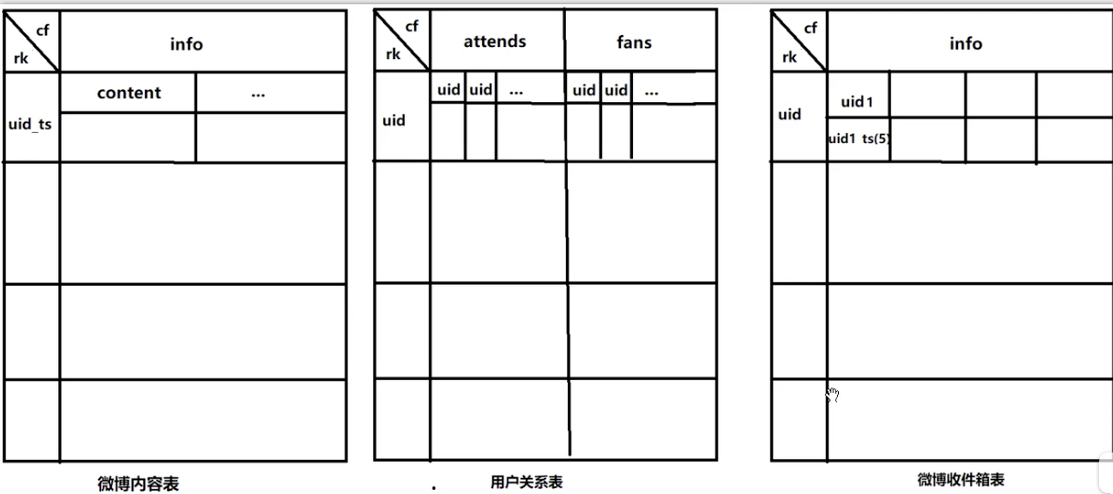 cf
info
rk
content
...
uid_ts
微博内容表
cf
attends
fans
rk
uid uid ...
uid uid ...
uid
.
用户关系表
cf
info
rk
uid1
uid
uid1 ts(5)
微博收件箱表